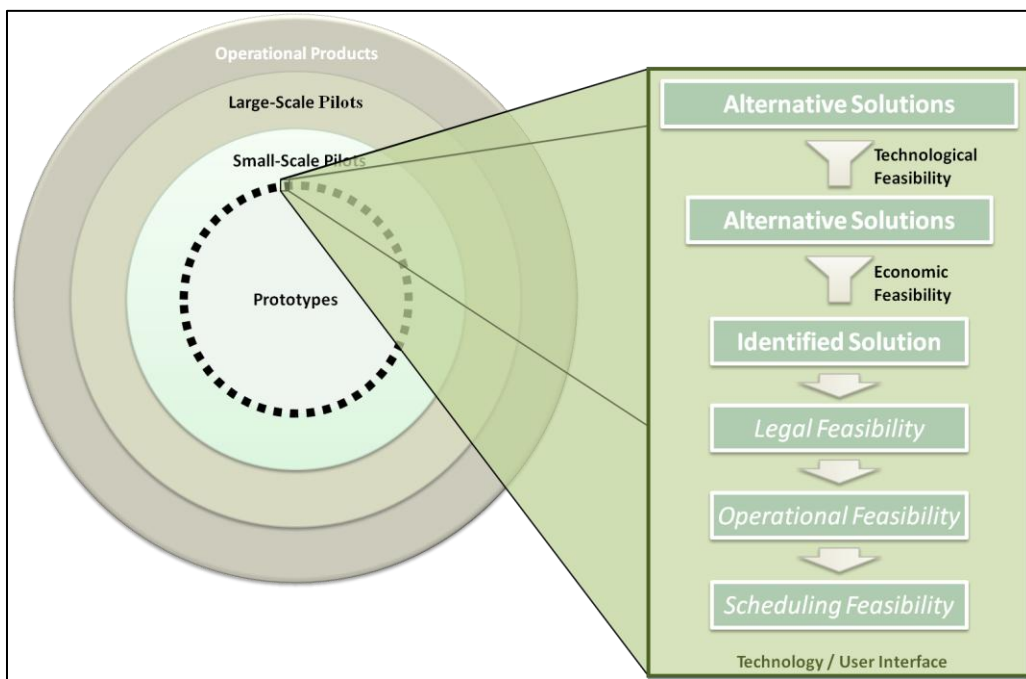 Operational Products
Large-Scale Pilots
Small-Scale Pilots
Prototypes
Alternative Solutions
Technological
Feasibility
Alternative Solutions
Economic
Feasibility
Identified Solution
Legal Feasibility
Operational Feasibility
Scheduling Feasibility
Technology / User Interface